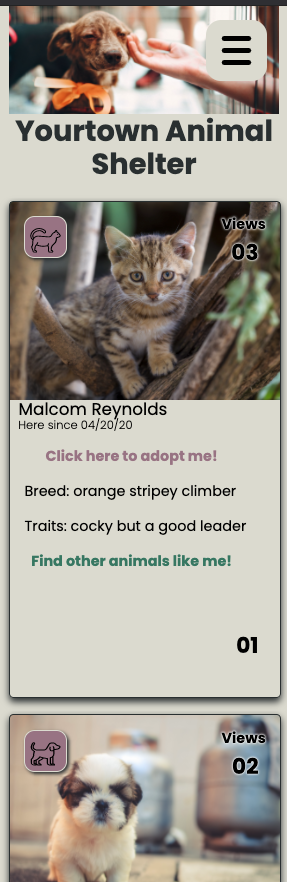 Yourtown Animal
Shelter
Views
03
Malcom Reynolds
Here since 04/20/20
Click here to adopt me!
Breed: orange stripey climber
Traits: cocky but a good leader
Find other animals like me!
01
Views
02